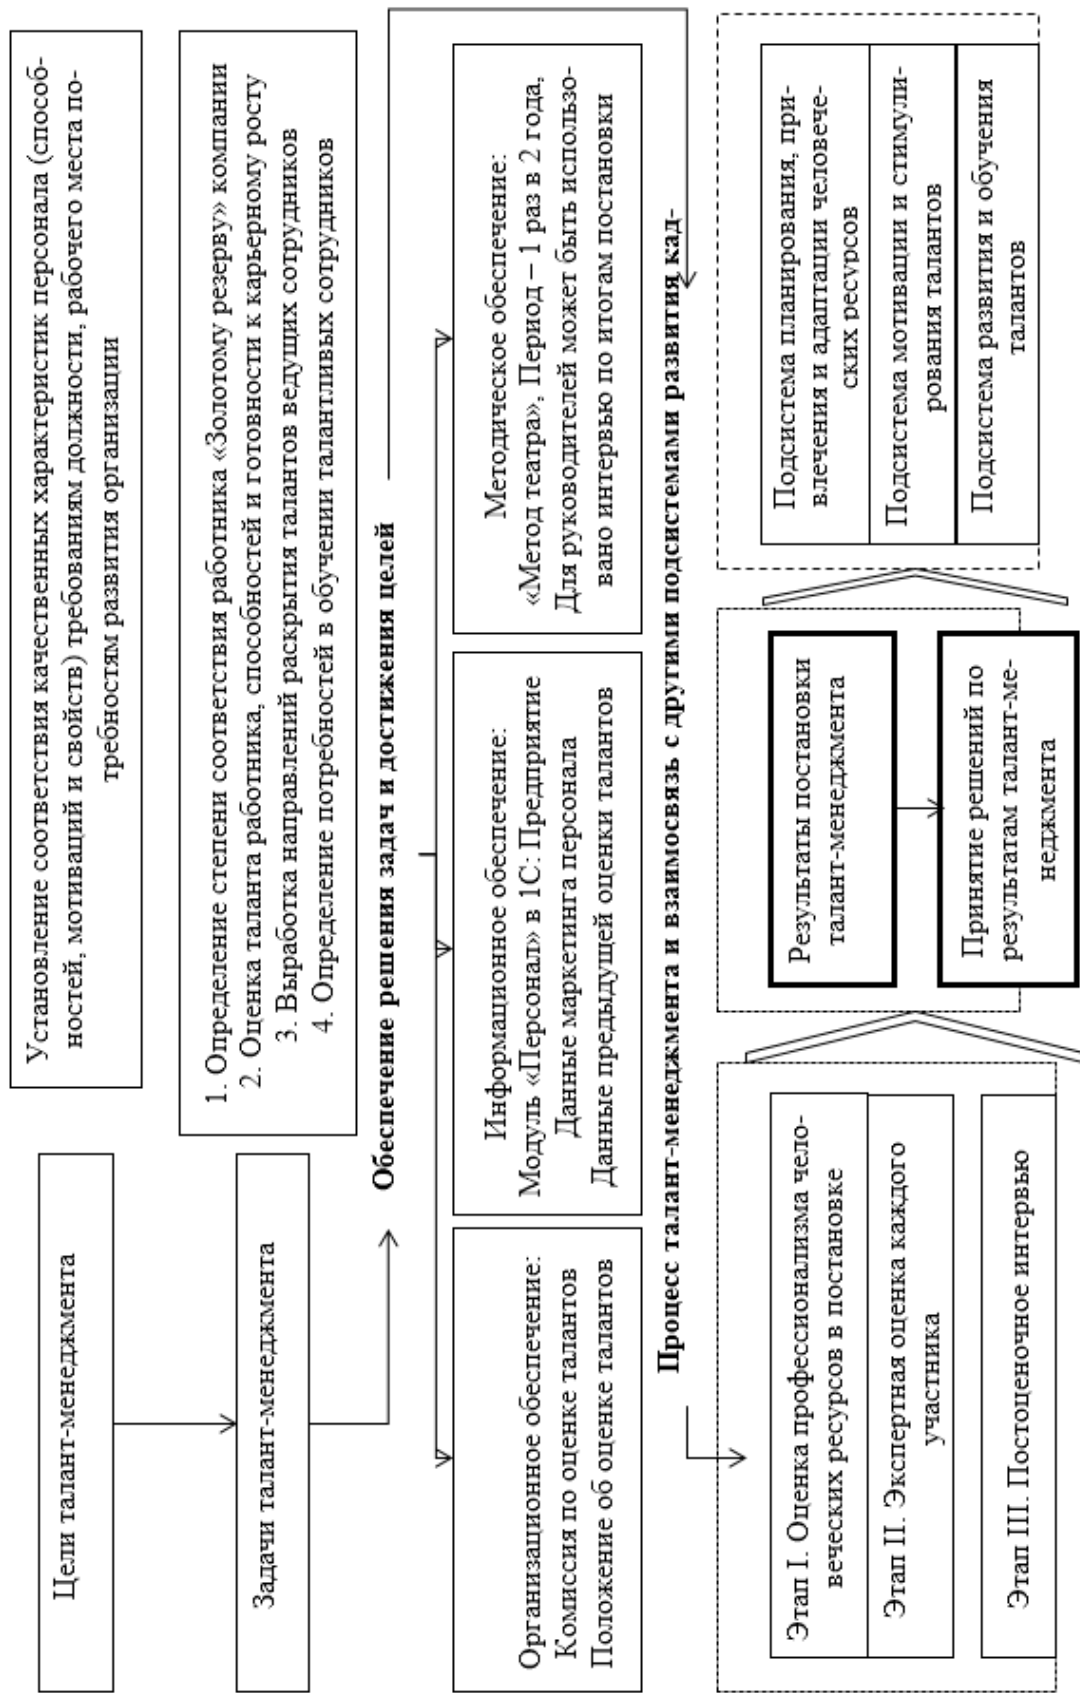 Цели талант-менеджмента
Установление соответствия качественных характеристик персонала (способ-
ностей, мотиваций и свойств) требованиям должности, рабочего места по-
требностям развития организации
Задачи талант-менеджмента
1. Определение степени соответствия работника «Золотому резерву» компании
2. Оценка таланта работника, способностей и готовности к карьерному росту
3. Выработка направлений раскрытия талантов ведущих сотрудников
4. Определение потребностей в обучении талантливых сотрудников
Обеспечение решения задач и достижения целей
Организационное обеспечение:
Комиссия по оценке талантов
Положение об оценке талантов
Информационное обеспечение:
Модуль «Персонал» в 1С: Предприятие
Данные маркетинга персонала
Данные предыдущей оценки талантов
Методическое обеспечение:
«Метод театра», Период – 1 раз в 2 года,
Для руководителей может быть использо-
вано интервью по итогам постановки
Процесс талант-менеджмента и взаимосвязь с другими подсистемами развития кад-
Этап I. Оценка профессионализма чело-
веческих ресурсов в постановке
Этап II. Экспертная оценка каждого
участника
Этап III. Постоценочное интервью
Результаты постановки
талант-менеджмента
Принятие решений по
результатам талант-ме-
неджмента
Подсистема планирования, при-
влечения и адаптации человече-
ских ресурсов
Подсистема мотивации и стимули-
рования талантов
Подсистема развития и обучения
талантов